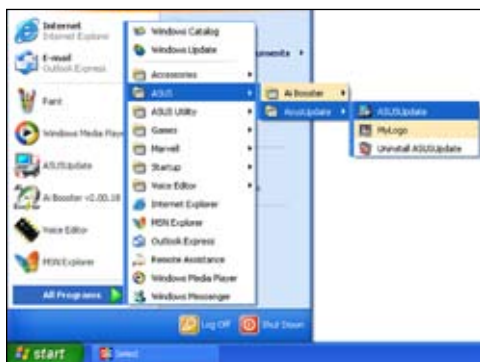 Internet
Internet Explorer
E-mail
Outlook Express
Paint
Windows Media Play
ASUSUpdate
Ai Booster v2.00.18
Voice Editor
MSN Explorer
All Programs
Windows Catalog
Windows Update
Accessories
ASUS
ASUS Utility
Games
Marvell
Startup
Voice Editor
Internet Explorer
MSN Explorer
Outlook Express
Remote Assistance
Windows Media Player
Windows Messenger
cuments
Ai Booster
AsusUpdate
ASUSUpdate
MyLogo
Uninstall ASUSUpdate
Log Off
Shut Down
start